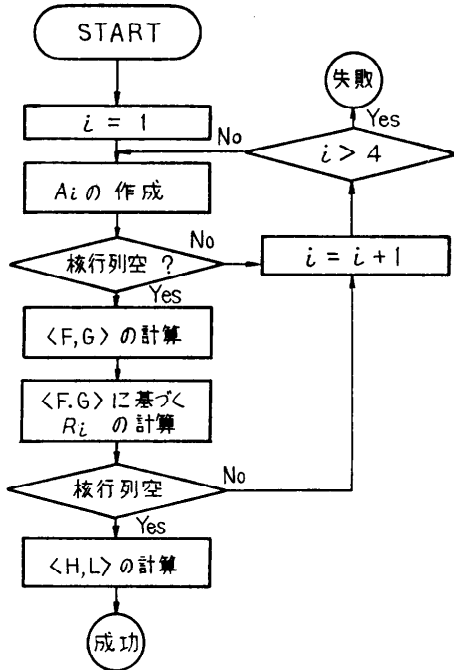 START
失敗
Yes
i = 1
No
i > 4
Aiの 作成
No
核行列空 ?
i = i + 1
Yes
〈F,G〉の計算
〈F.G〉に基づく
Ri の計算
核行列空
No
Yes
〈H,L〉の計算
成功